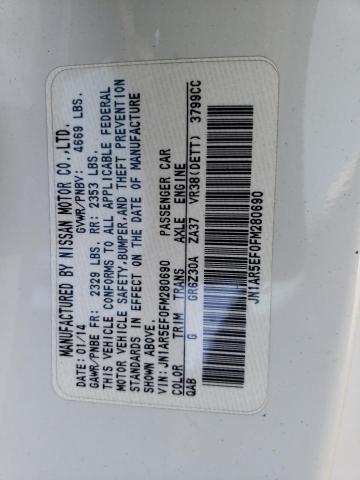 MANUFACTURED BY NISSAN MOTOR CO.,LTD.
DATE: 01/14 GVWR/PNBV: 4669 LBS.
GAWR/PNBE FR: 2329 LBS. RR: 2353 LBS.
THIS VEHICLE CONFORMS TO ALL APPLICABLE FEDERAL
MOTOR VEHICLE SAFETY,BUMPER,AND THEFT PREVENTION
STANDARDS IN EFFECT ON THE DATE OF MANUFACTURE
SHOWN ABOVE.
VIN: JN1AR5EF0FM280690 PASSENGER CAR
COLOR TRIM TRANS AXLE ENGINE
QAB G GR6Z30A ZA37 VR38(DETT) 3799CC
JN1AR5EF0FM280690